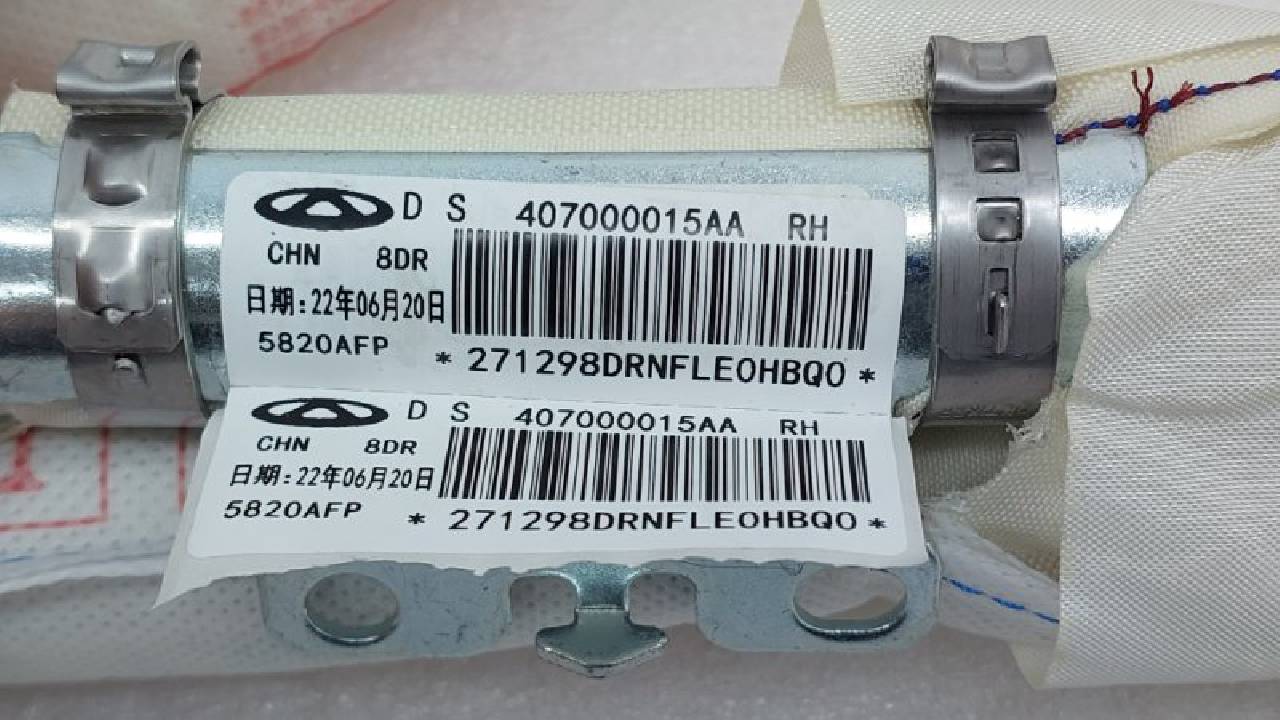 D S 407000015AA RH
CHN 8DR
日期:22年06月20日
5820AFP
* 271298DRNFLE0HBQ0 *
D S 407000015AA RH
CHN 8DR
日期:22年06月20日
5820AFP
* 271298DRNFLE0HBQ0 *